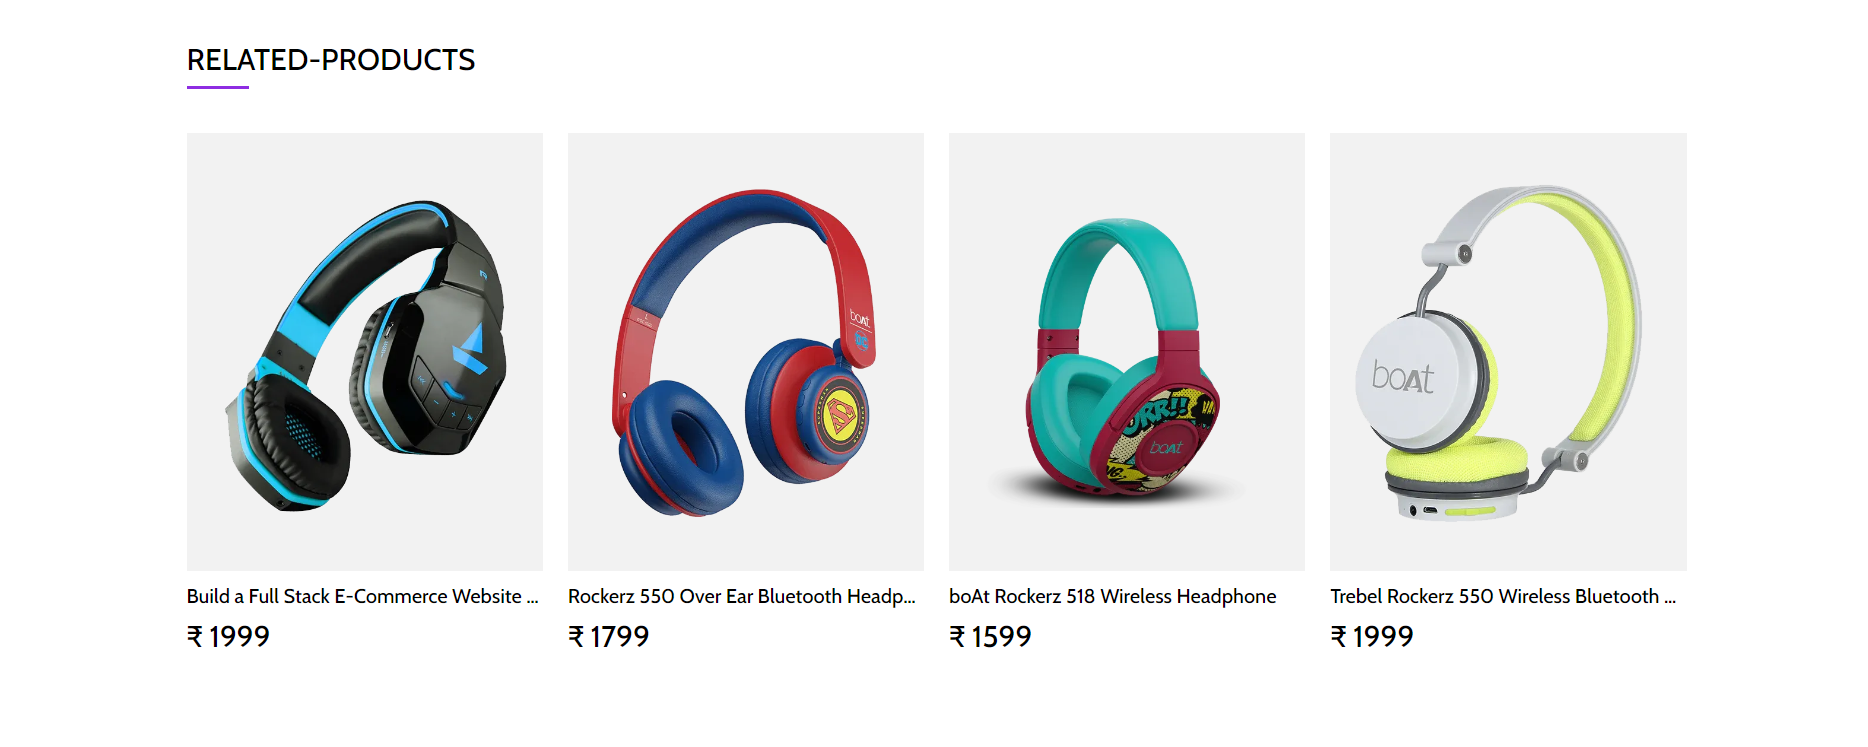 RELATED-PRODUCTS
boAt
boAt
boAt
Build a Full Stack E-Commerce Website ...
Rockerz 550 Over Ear Bluetooth Headp...
boAt Rockerz 518 Wireless Headphone
Trebel Rockerz 550 Wireless Bluetooth ...
₹ 1999
₹ 1799
₹ 1599
₹ 1999